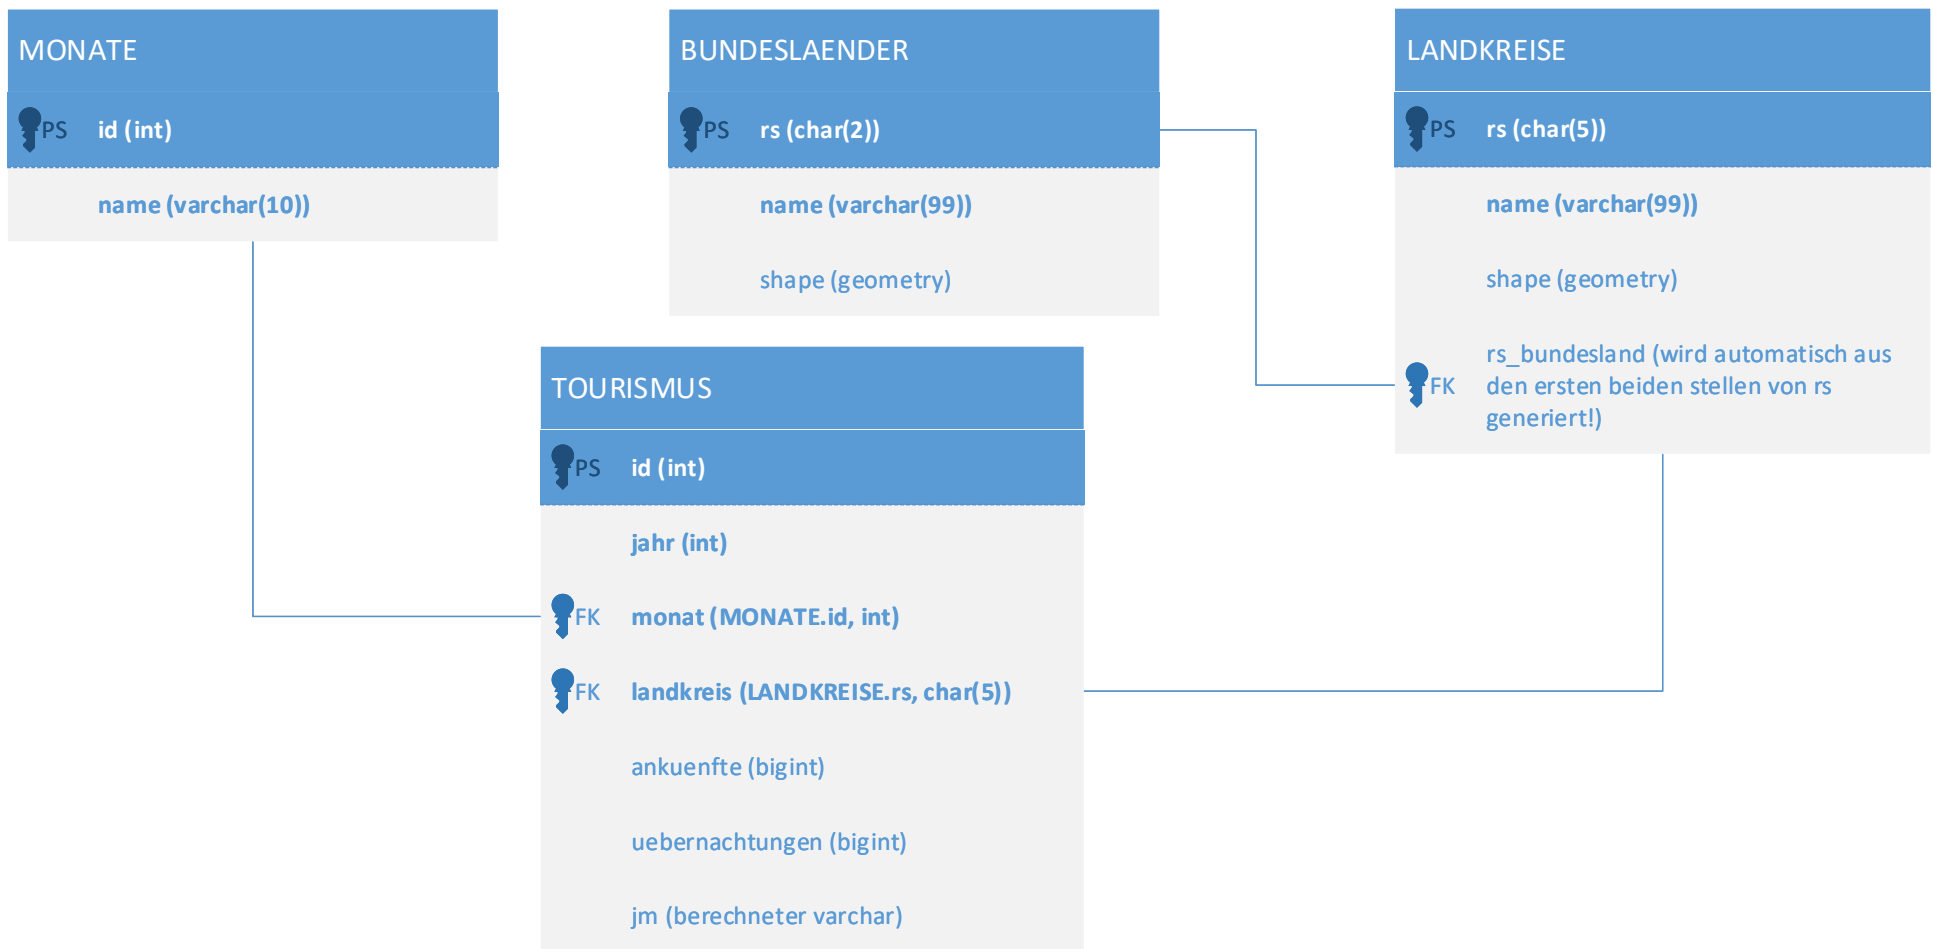 MONATE
PS id (int)
name (varchar(10))
BUNDESLAENDER
PS rs (char(2))
name (varchar(99))
shape (geometry)
LANDKREISE
PS rs (char(5))
name (varchar(99))
shape (geometry)
rs_bundesland (wird automatisch aus
FK den ersten beiden stellen von rs
generiert!)
TOURISMUS
PS id (int)
jahr (int)
FK monat (MONATE.id, int)
FK landkreis (LANDKREISE.rs, char(5))
ankuenfte (bigint)
uebernachtungen (bigint)
jm (berechneter varchar)